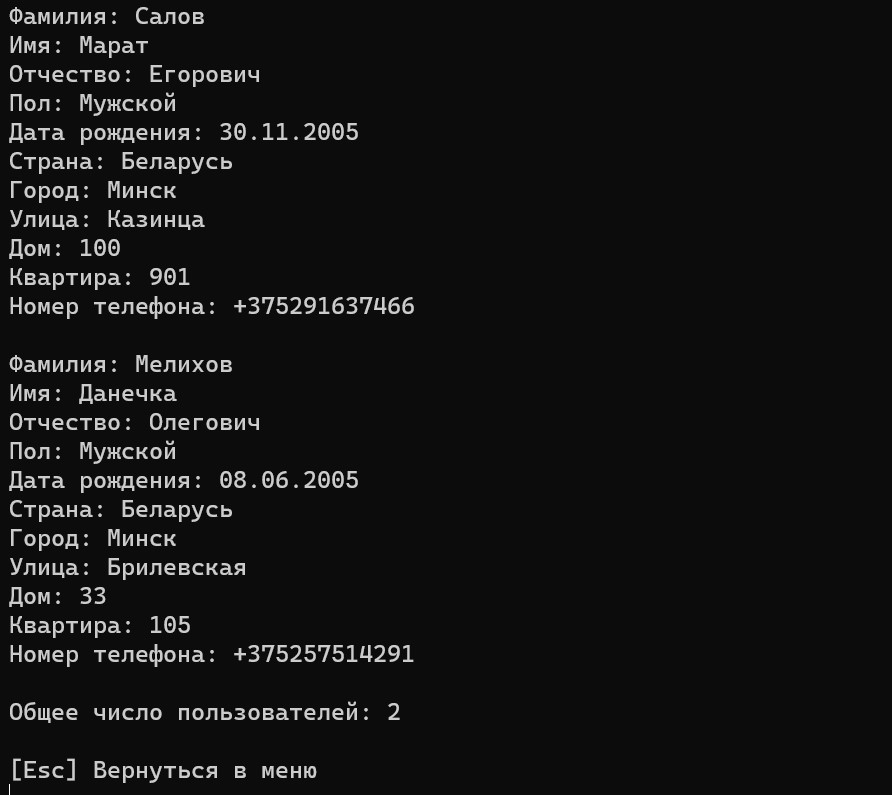 Фамилия: Салов
Имя: Марат
Отчество: Егорович
Пол: Мужской
Дата рождения: 30.11.2005
Страна: Беларусь
Город: Минск
Улица: Казинца
Дом: 100
Квартира: 901
Номер телефона: +375291637466
Фамилия: Мелихов
Имя: Данечка
Отчество: Олегович
Пол: Мужской
Дата рождения: 08.06.2005
Страна: Беларусь
Город: Минск
Улица: Брилевская
Дом: 33
Квартира: 105
Номер телефона: +375257514291
Общее число пользователей: 2
[Esc] Вернуться в меню